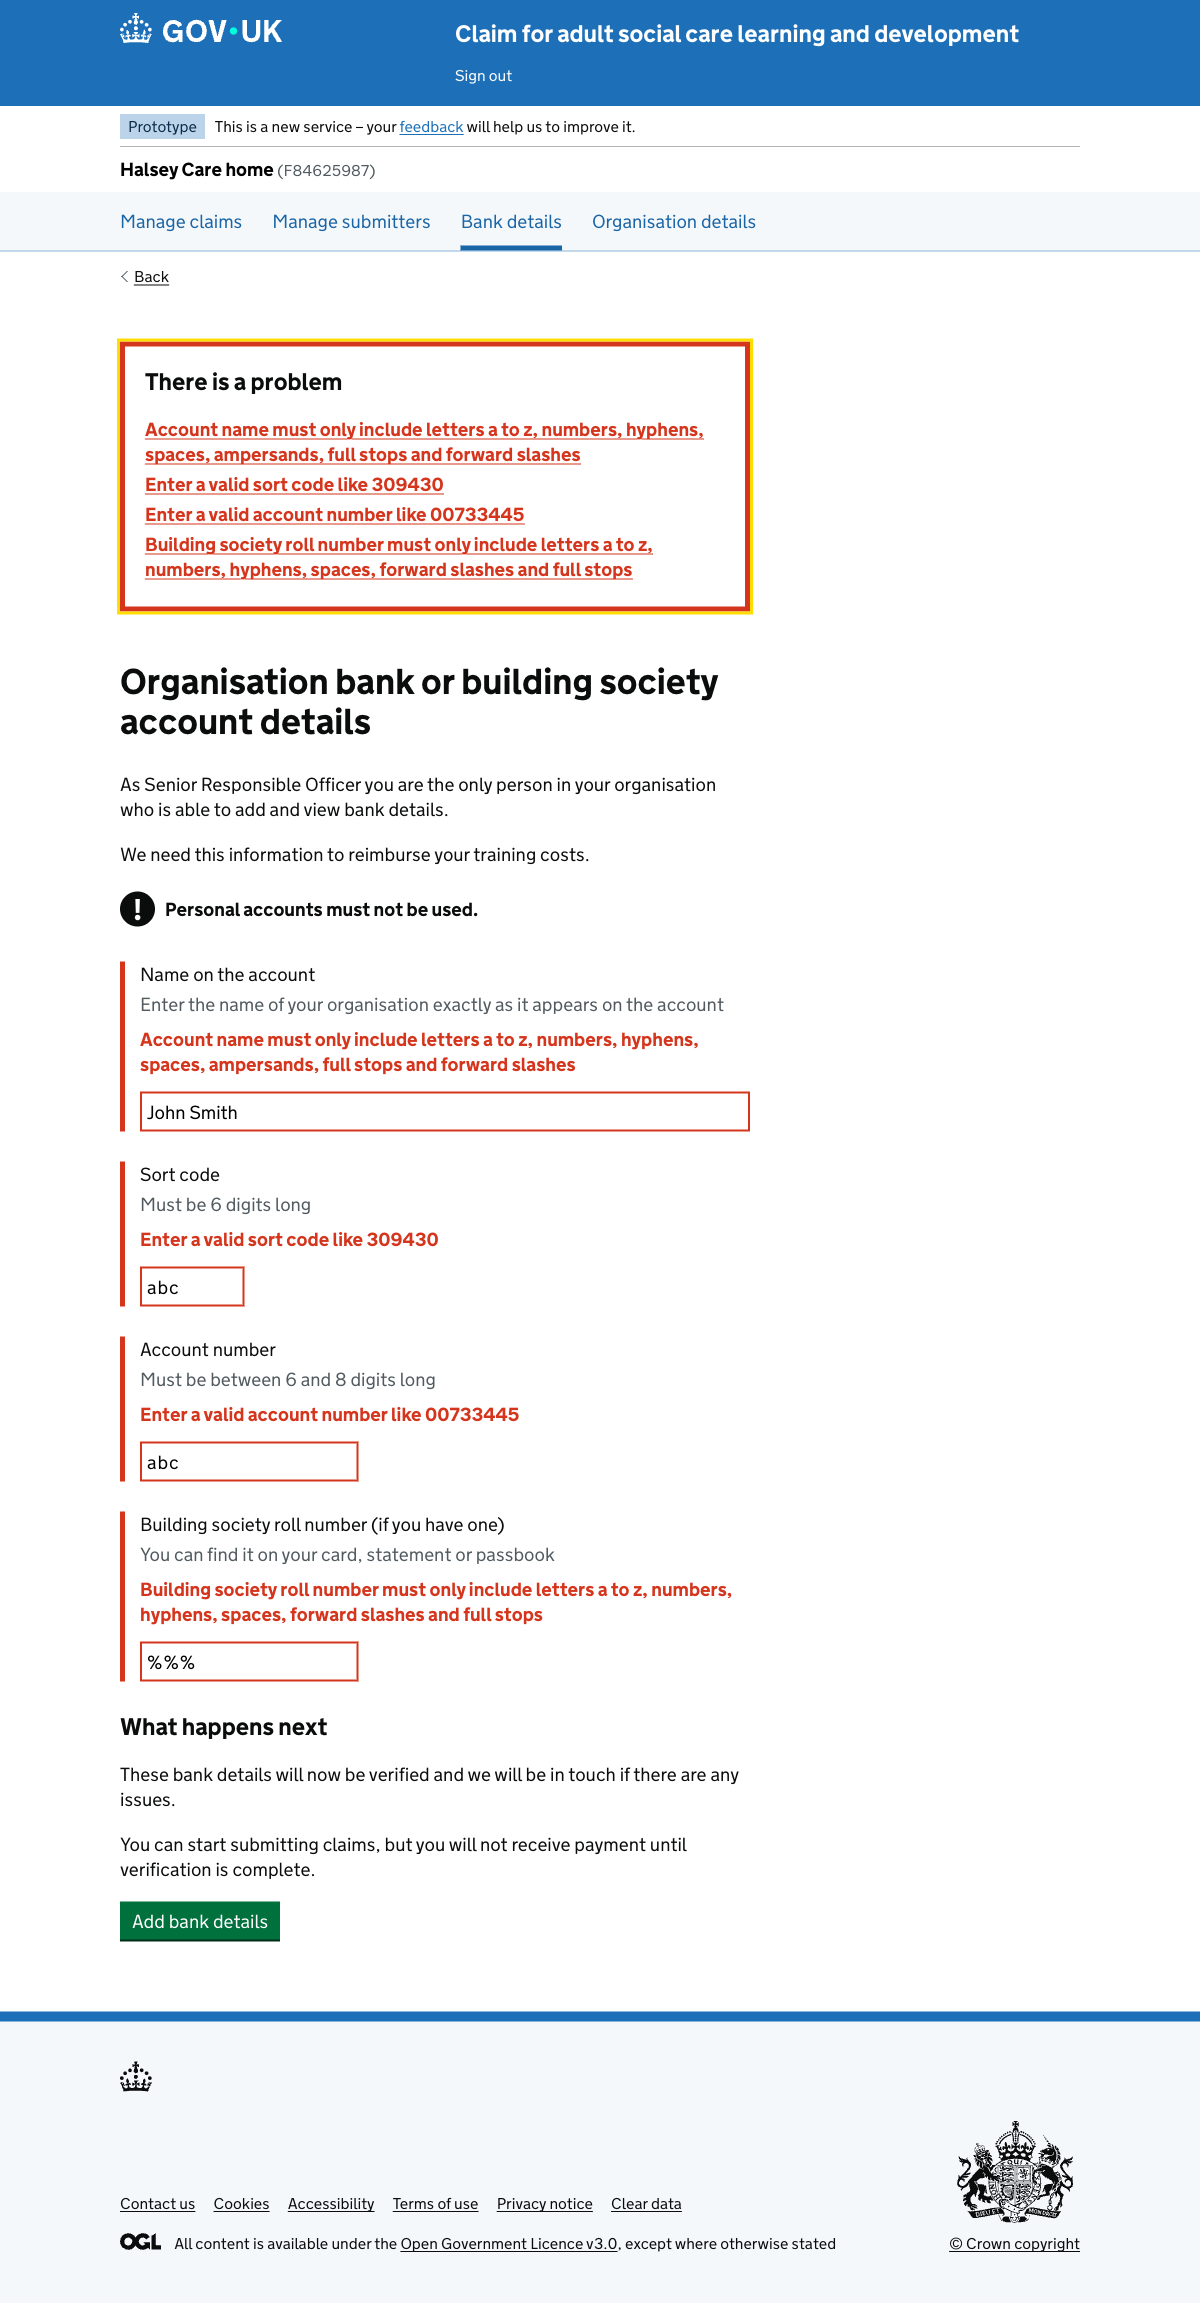 GOV·UK
Claim for adult social care learning and development
Sign out
Prototype This is a new service – your feedback will help us to improve it.
Halsey Care home (F84625987)
Manage claims Manage submitters Bank details Organisation details
Back
There is a problem
Account name must only include letters a to z, numbers, hyphens,
spaces, ampersands, full stops and forward slashes
Enter a valid sort code like 309430
Enter a valid account number like 00733445
Building society roll number must only include letters a to z,
numbers, hyphens, spaces, forward slashes and full stops
Organisation bank or building society
account details
As Senior Responsible Officer you are the only person in your organisation
who is able to add and view bank details.
We need this information to reimburse your training costs.
! Personal accounts must not be used.
Name on the account
Enter the name of your organisation exactly as it appears on the account
Account name must only include letters a to z, numbers, hyphens,
spaces, ampersands, full stops and forward slashes
John Smith
Sort code
Must be 6 digits long
Enter a valid sort code like 309430
abc
Account number
Must be between 6 and 8 digits long
Enter a valid account number like 00733445
abc
Building society roll number (if you have one)
You can find it on your card, statement or passbook
Building society roll number must only include letters a to z, numbers,
hyphens, spaces, forward slashes and full stops
%%%
What happens next
These bank details will now be verified and we will be in touch if there are any
issues.
You can start submitting claims, but you will not receive payment until
verification is complete.
Add bank details
Contact us Cookies Accessibility Terms of use Privacy notice Clear data
OGL All content is available under the Open Government Licence v3.0, except where otherwise stated
© Crown copyright